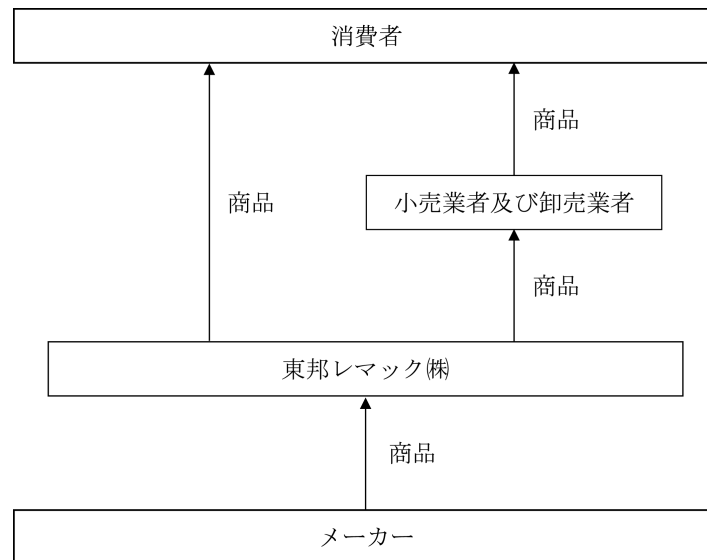 消費者
商品
商品
小売業者及び卸売業者
商品
東邦レマック㈱
商品
メーカー